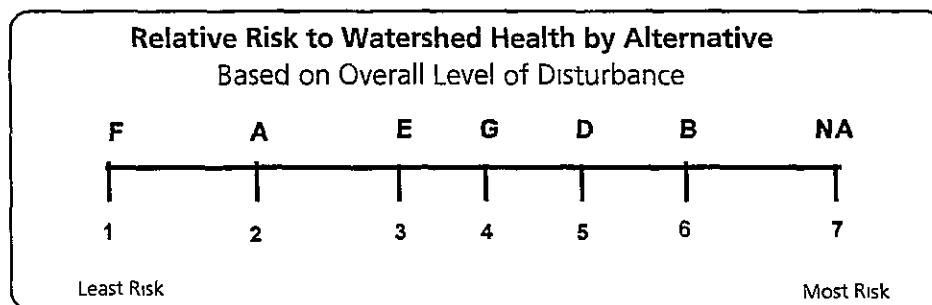 Relative Risk to Watershed Health by Alternative
Based on Overall Level of Disturbance
F A E G D B NA
1 2 3 4 5 6 7
Least Risk Most Risk